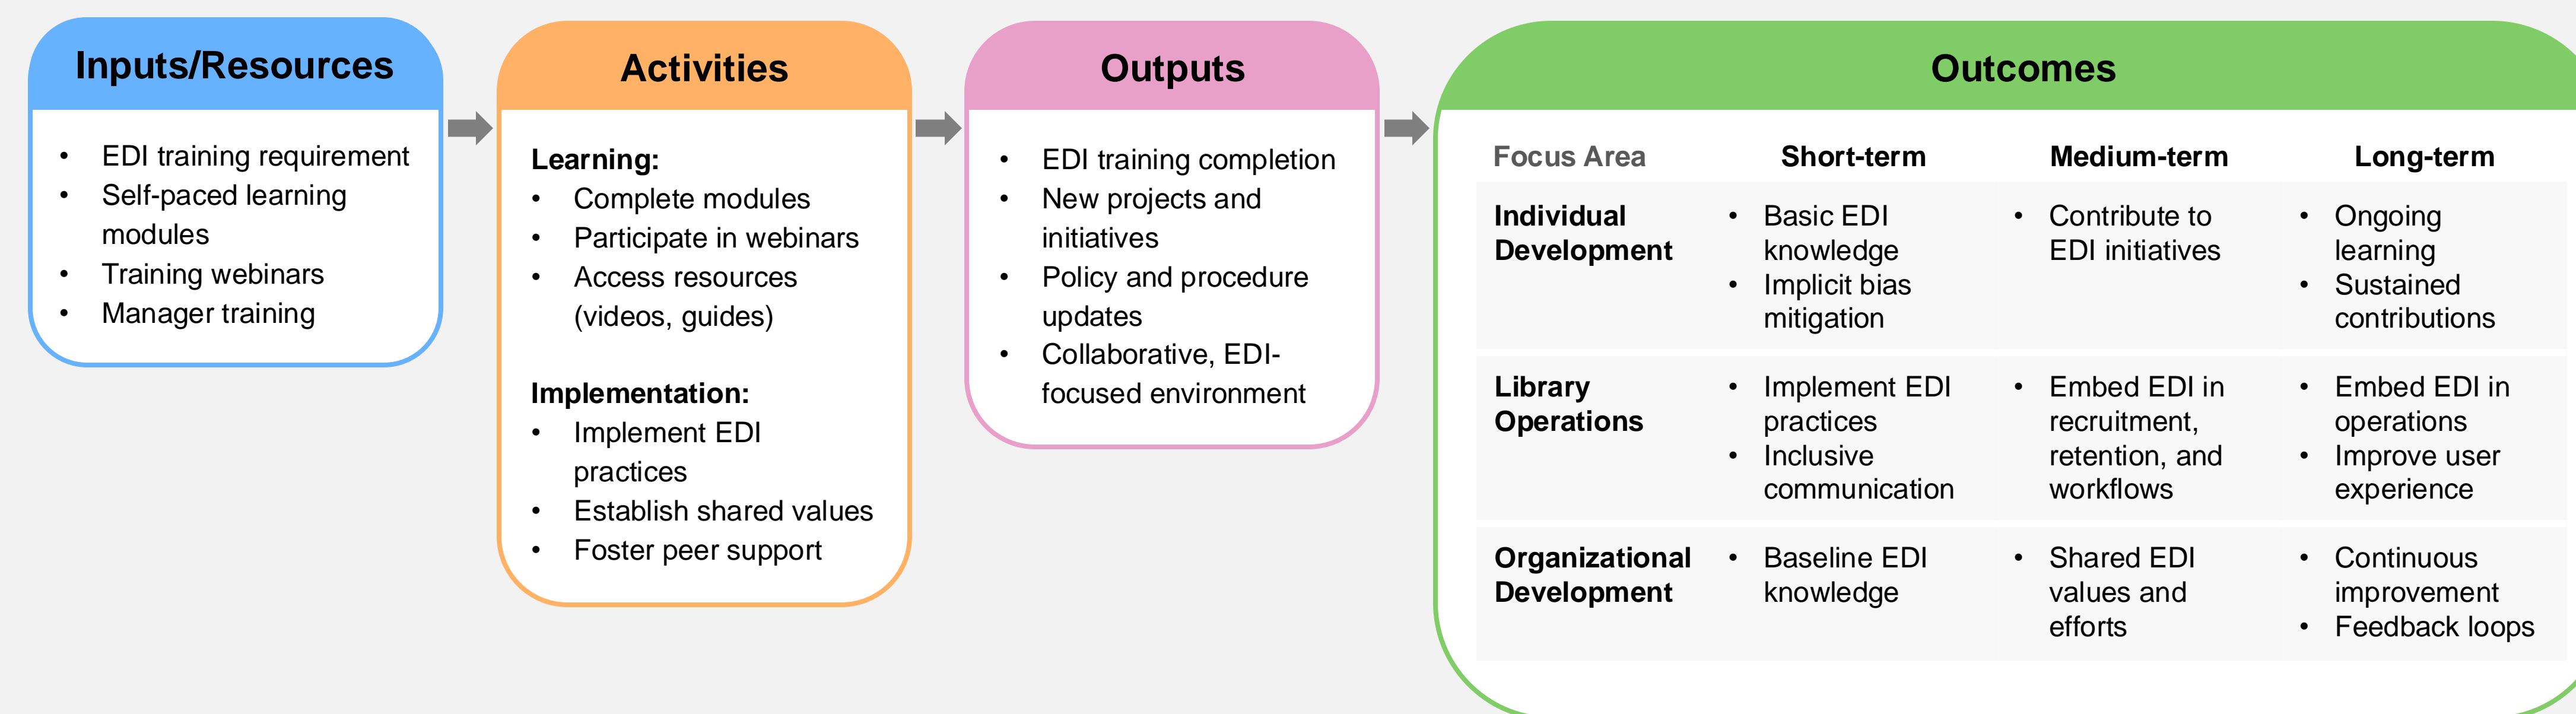 Inputs/Resources
• EDI training requirement
• Self-paced learning
modules
• Training webinars
• Manager training
Activities
Learning:
• Complete modules
• Participate in webinars
• Access resources
(videos, guides)
Implementation:
• Implement EDI
practices
• Establish shared values
• Foster peer support
Outputs
• EDI training completion
• New projects and
initiatives
• Policy and procedure
updates
• Collaborative, EDI-
focused environment
Outcomes
Focus Area Short-term Medium-term Long-term
Individual
Development
• Basic EDI
knowledge
• Implicit bias
mitigation
• Contribute to
EDI initiatives
• Ongoing
learning
• Sustained
contributions
Library
Operations
• Implement EDI
practices
• Inclusive
communication
• Embed EDI in
recruitment,
retention, and
workflows
• Embed EDI in
operations
• Improve user
experience
Organizational
Development
• Baseline EDI
knowledge
• Shared EDI
values and
efforts
• Continuous
improvement
• Feedback loops